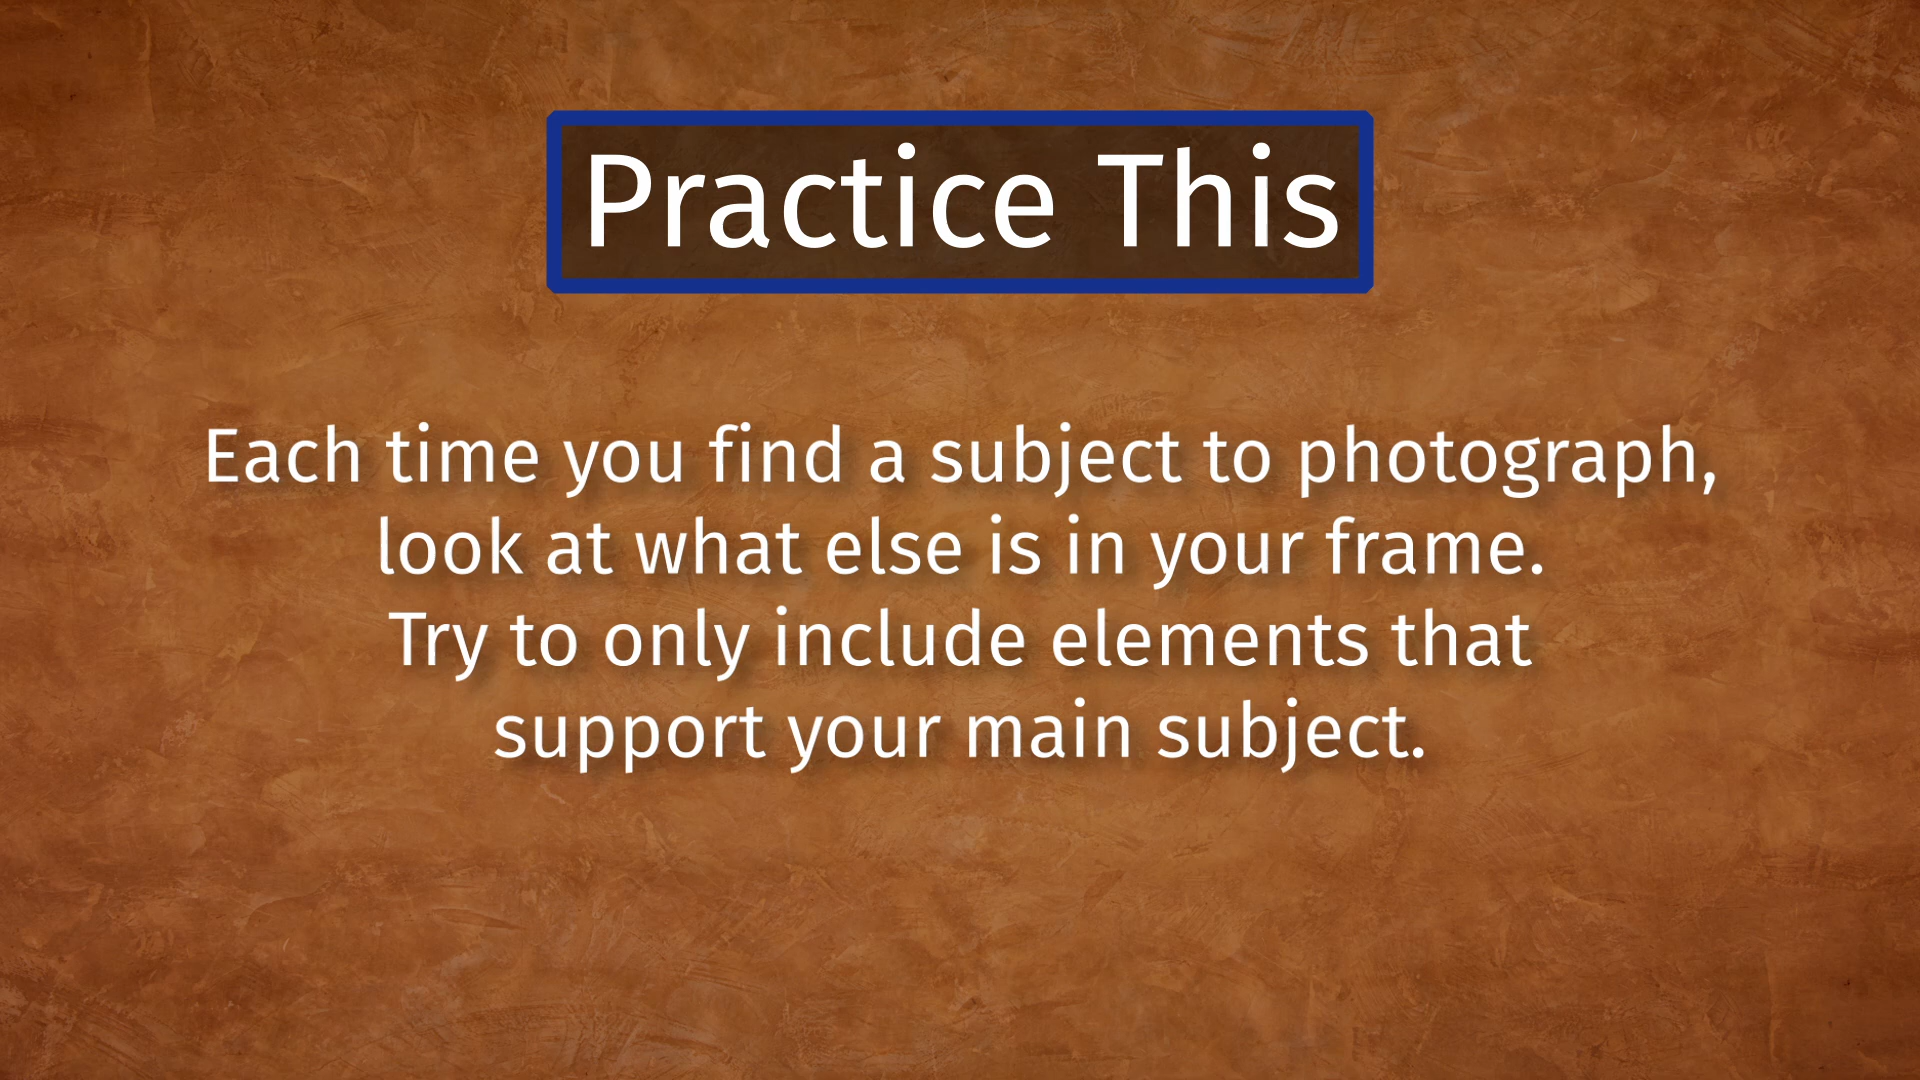 Practice This
Each time you find a subject to photograph,
look at what else is in your frame.
Try to only include elements that
support your main subject.